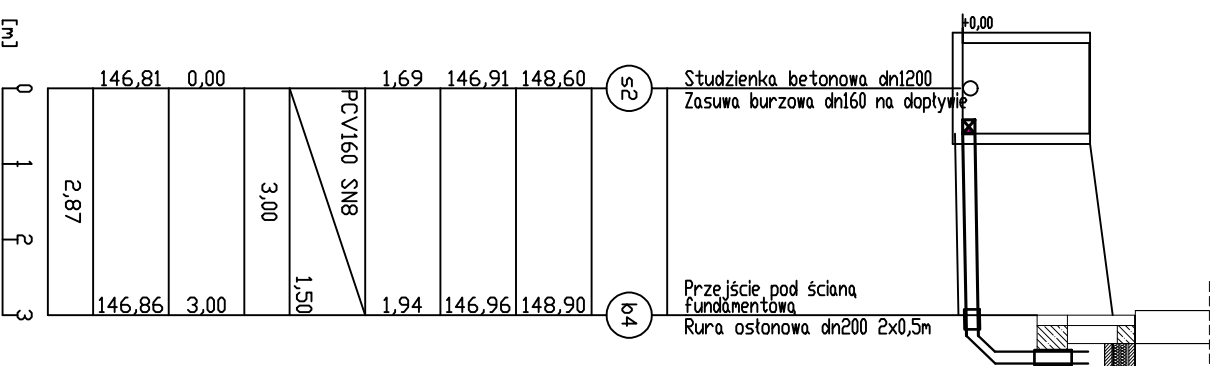 +0,00
[m]
146,81 0,00 1,69 146,91 148,60
s2
Studzienka betonowa dn1200
Zasuwa burzowa dn160 na dopływie
0
1
2
3
2,87
3,00
PCV160 SN8
1,50
146,86 3,00 1,94 146,96 148,90
b4
Przejście pod ścianą
fundamentową
Rura osłonowa dn200 2x0,5m